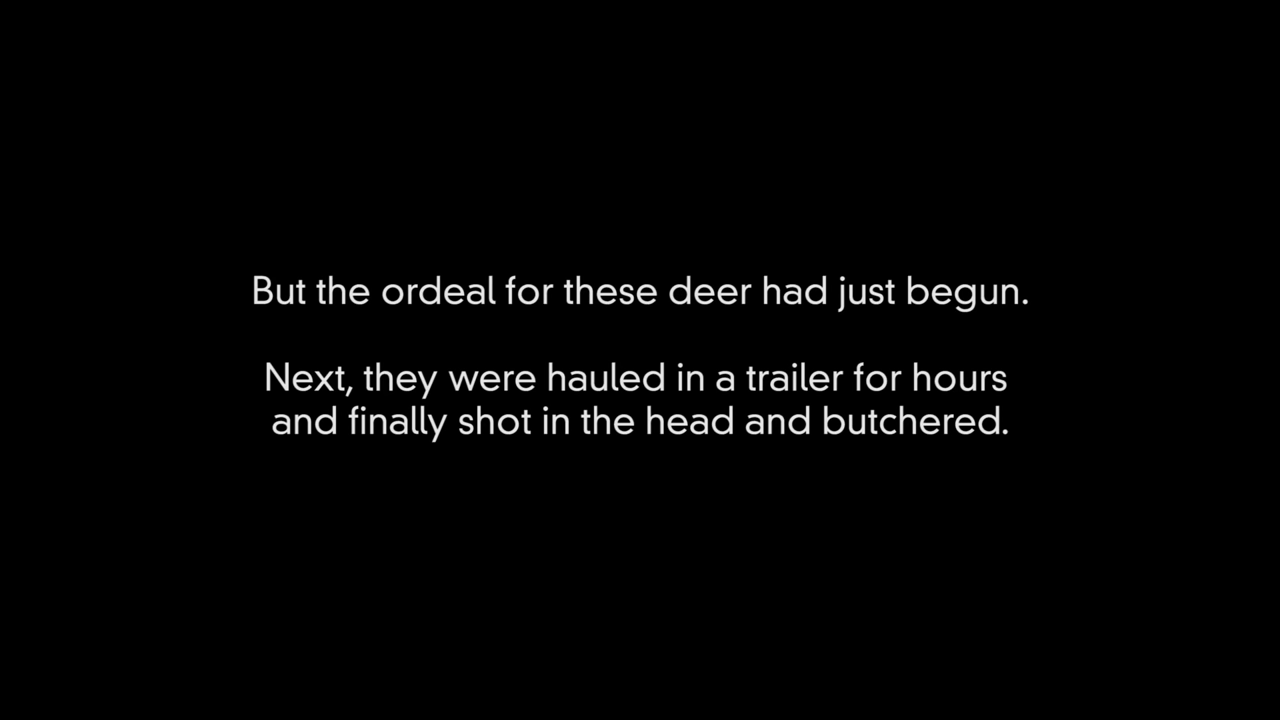 But the ordeal for these deer had just begun.
Next, they were hauled in a trailer for hours
and finally shot in the head and butchered.